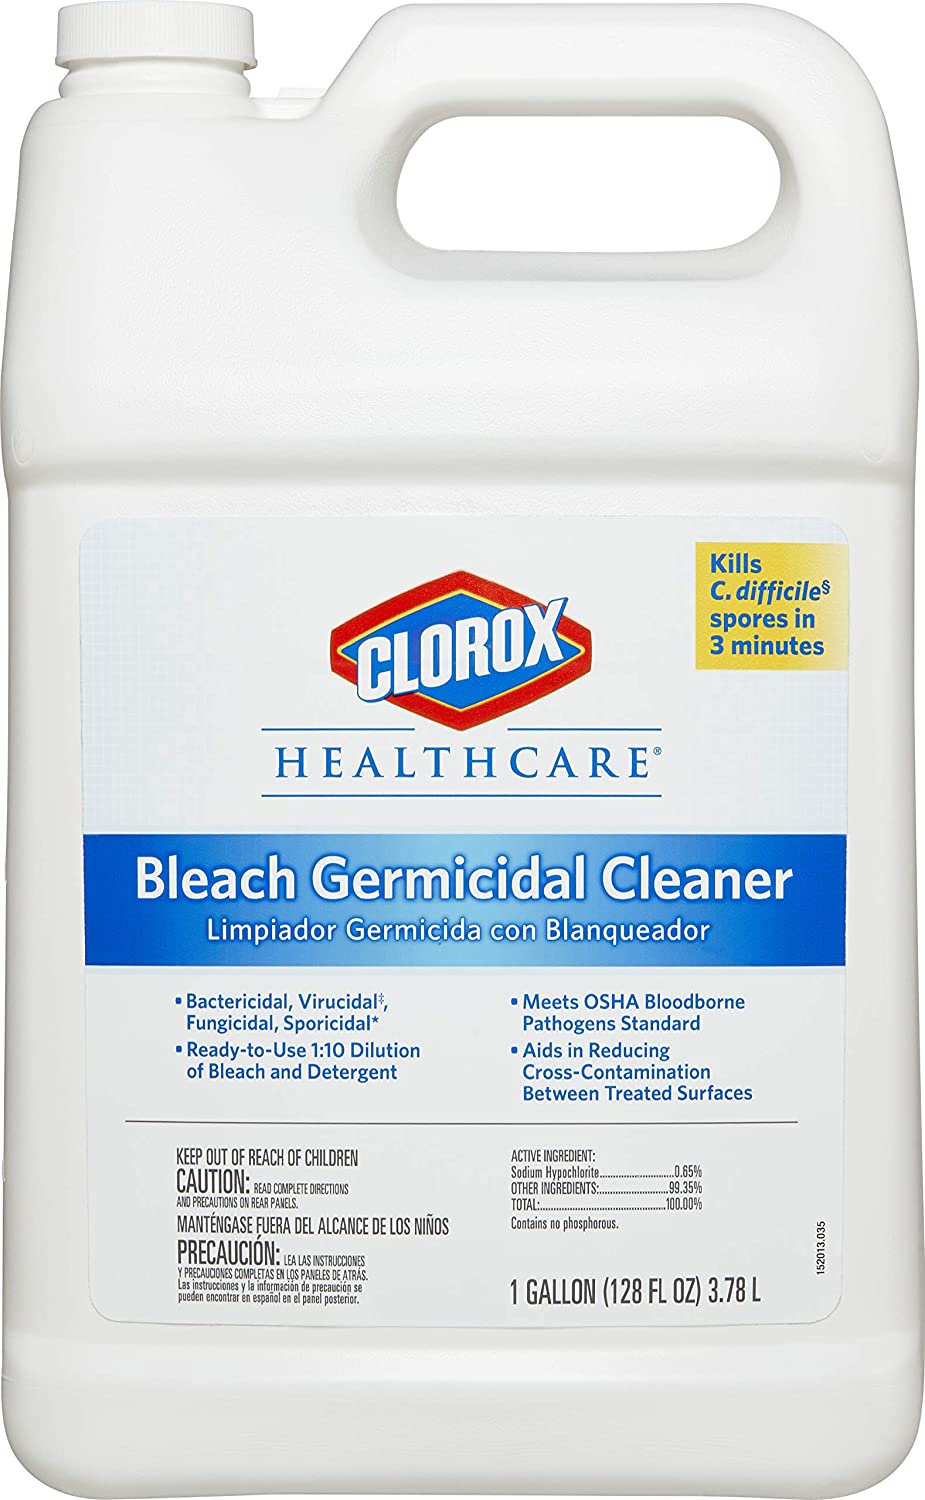 Kills
C. difficile§
spores in
3 minutes
CLOROX
HEALTHCARE®
Bleach Germicidal Cleaner
Limpiador Germicida con Blanqueador
• Bactericidal, Virucidal‡,
Fungicidal, Sporicidal*
• Ready-to-Use 1:10 Dilution
of Bleach and Detergent
• Meets OSHA Bloodborne
Pathogens Standard
• Aids in Reducing
Cross-Contamination
Between Treated Surfaces
KEEP OUT OF REACH OF CHILDREN
CAUTION: READ COMPLETE DIRECTIONS
AND PRECAUTIONS ON REAR PANELS.
MANTÉNGASE FUERA DEL ALCANCE DE LOS NIÑOS
PRECAUCIÓN: LEA LAS INSTRUCCIONES
Y PRECAUCIONES COMPLETAS EN LOS PANELES DE ATRÁS.
Las instrucciones y la información de precaución se
pueden encontrar en español en el panel posterior.
ACTIVE INGREDIENT:
Sodium Hypochlorite....................0.65%
OTHER INGREDIENTS:...................99.35%
TOTAL:...................................100.00%
Contains no phosphorous.
1 GALLON (128 FL OZ) 3.78 L
152013.035